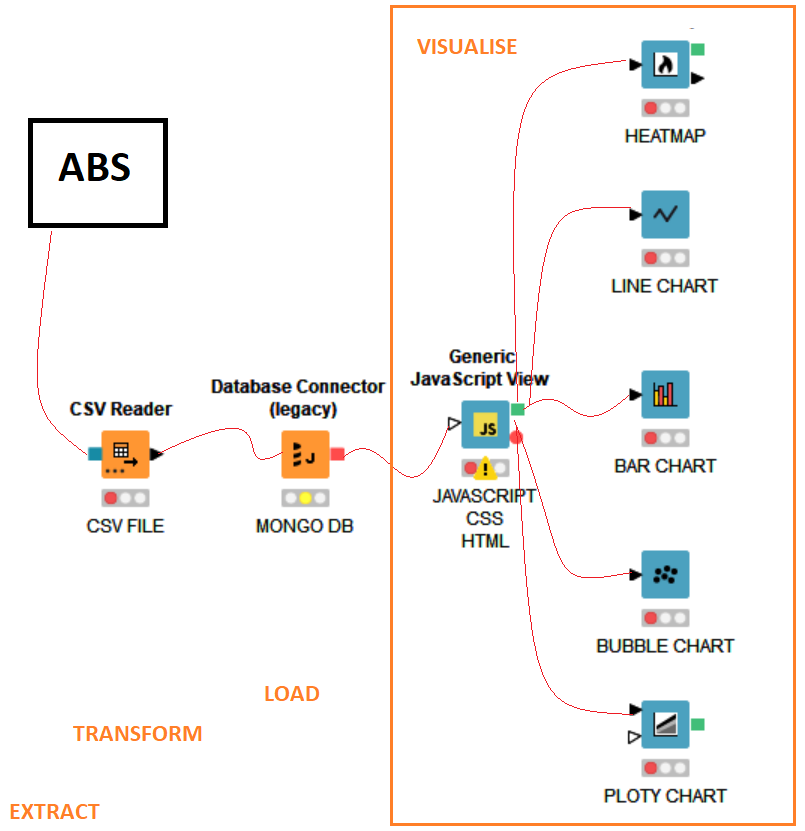 VISUALISE
HEATMAP
ABS
LINE CHART
Generic
JavaScript View
Database Connector
(legacy)
CSV Reader
JS
J
BAR CHART
JAVASCRIPT
CSS
HTML
CSV FILE
MONGO DB
BUBBLE CHART
LOAD
TRANSFORM
PLOTY CHART
EXTRACT